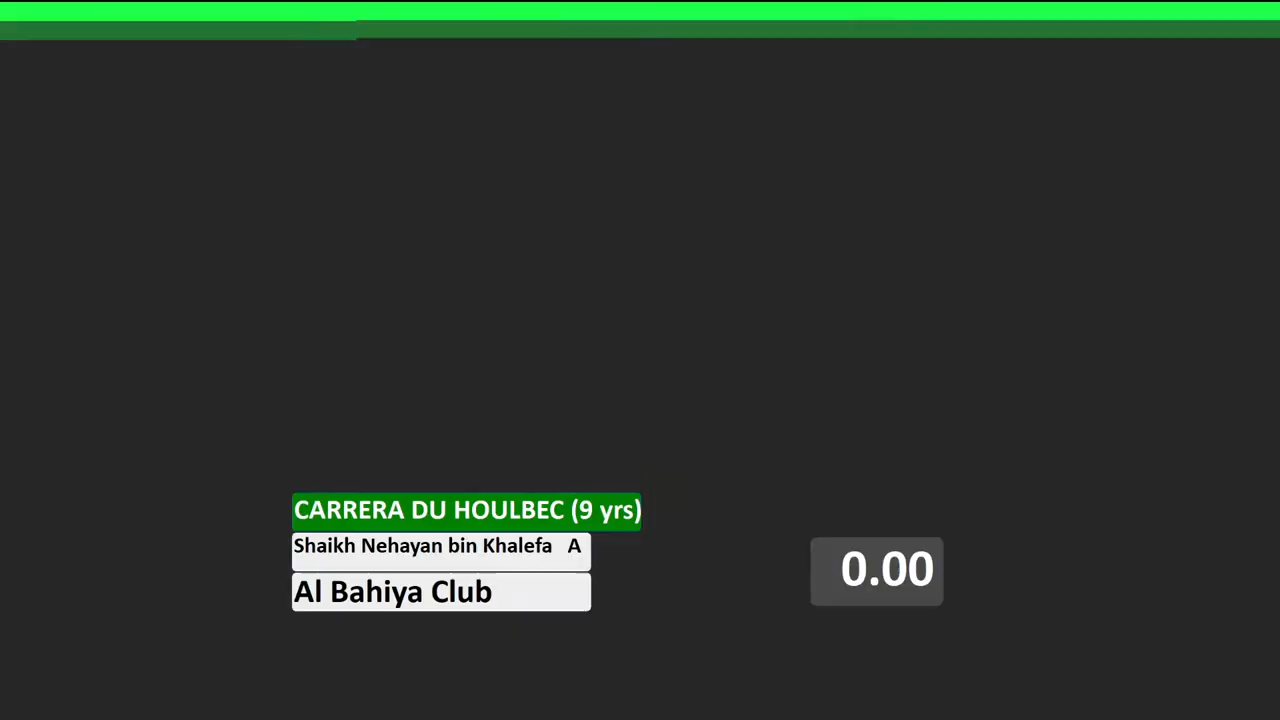 CARRERA DU HOULBEC (9 yrs)
Shaikh Nehayan bin Khalefa A
Al Bahiya Club
0.00